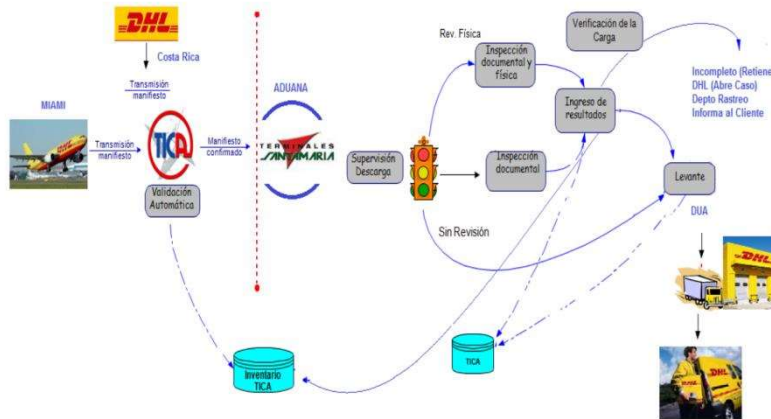 DHL
Costa Rica
Transmisión
manifiesto
MIAMI
Transmisión
manifiesto
TICA
Manifiesto
confirmado
Validación
Automática
ADUANA
TERMINALES
SANTAMARIA
Supervisión
Descarga
Rev. Física
Inspección
documental y
física
Inspección
documental
Sin Revisión
Verificación de la
Carga
Ingreso de
resultados
Incompleto (Retiene
DHL (Abre Caso)
Depto Rastreo
Informa al Cliente
Levante
DUA
DHL
Inventario
TICA
TICA